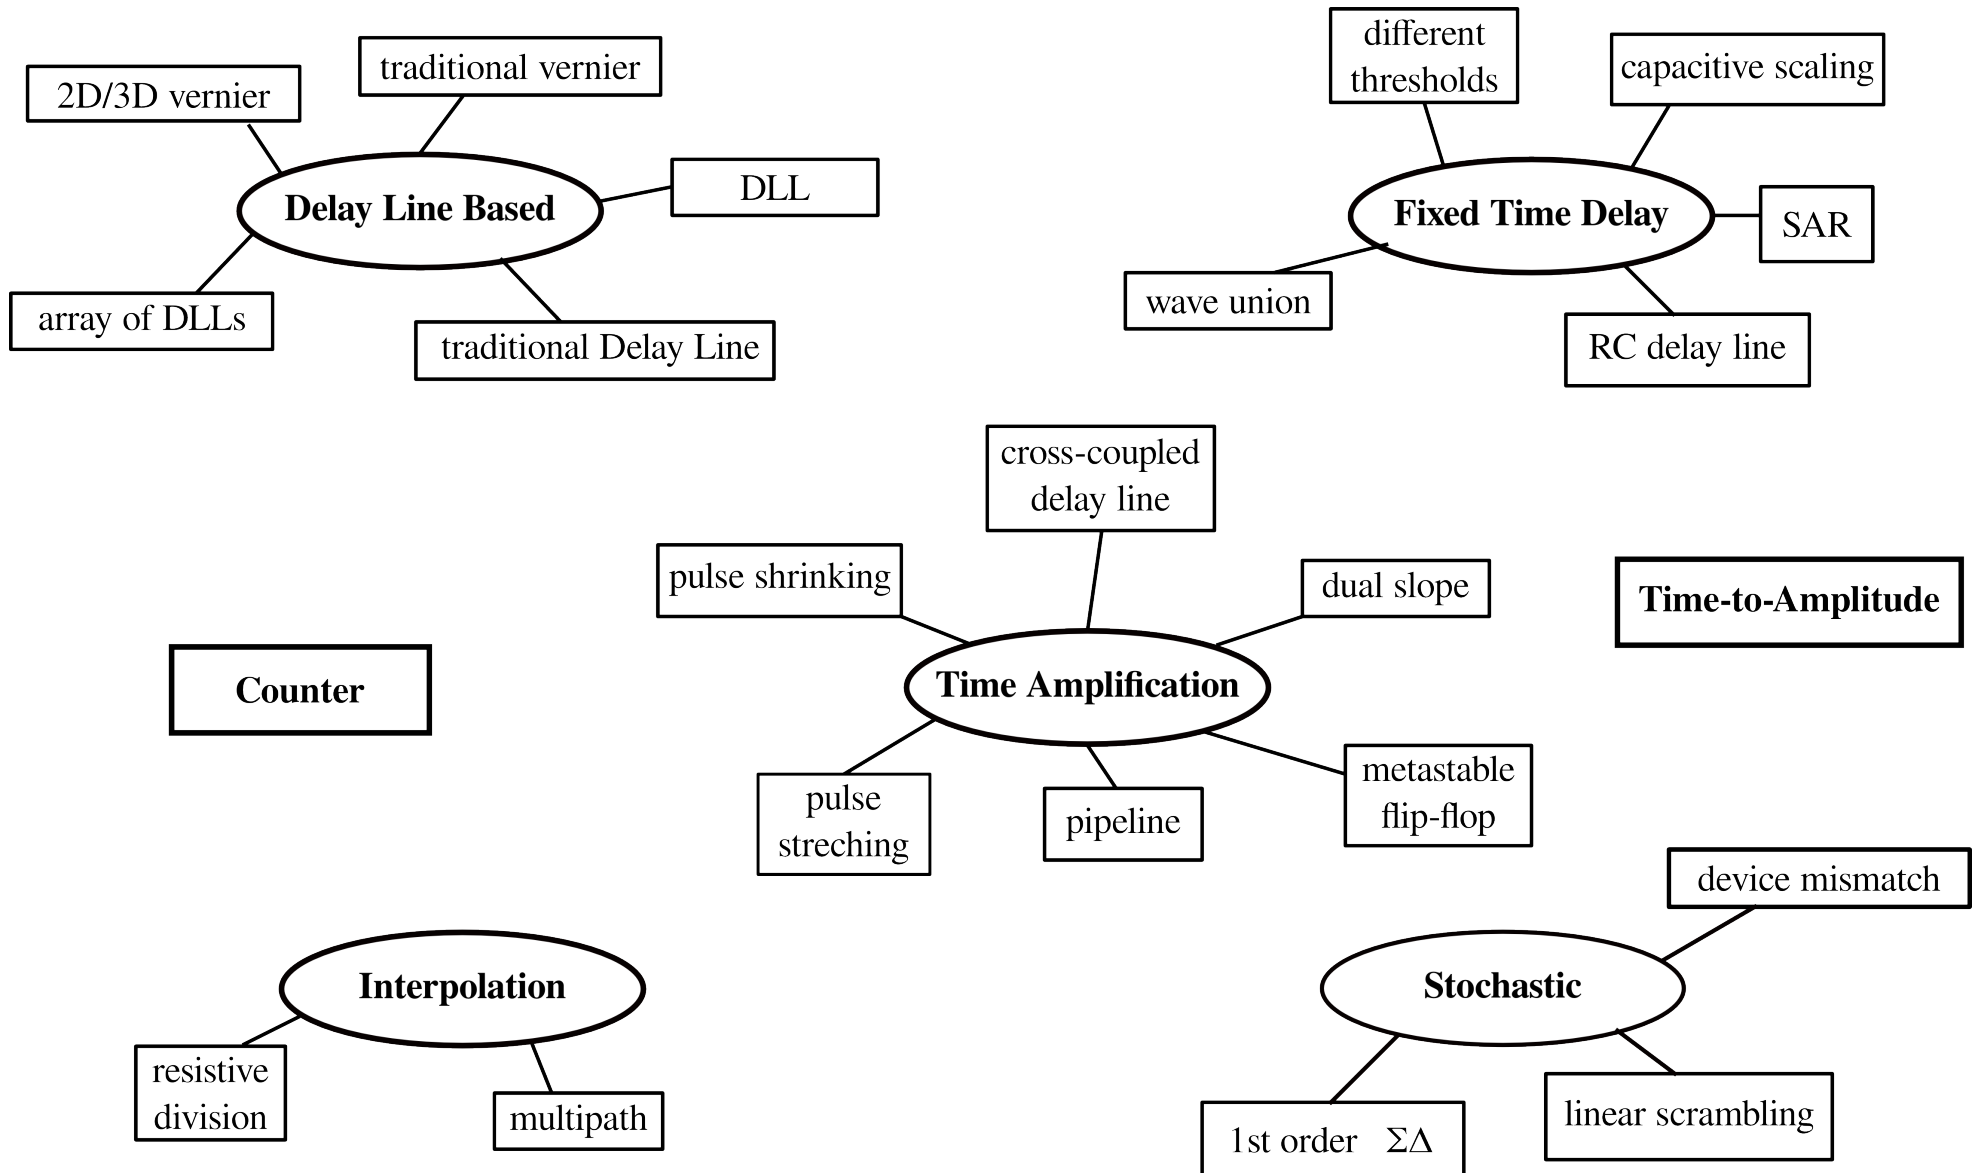 traditional vernier
2D/3D vernier
Delay Line Based
DLL
array of DLLs
traditional Delay Line
different
thresholds
capacitive scaling
Fixed Time Delay
SAR
wave union
RC delay line
cross-coupled
delay line
pulse shrinking
dual slope
Time-to-Amplitude
Counter
Time Amplification
pulse
streching
pipeline
metastable
flip-flop
Interpolation
resistive
division
multipath
device mismatch
Stochastic
1st order ΣΔ
linear scrambling